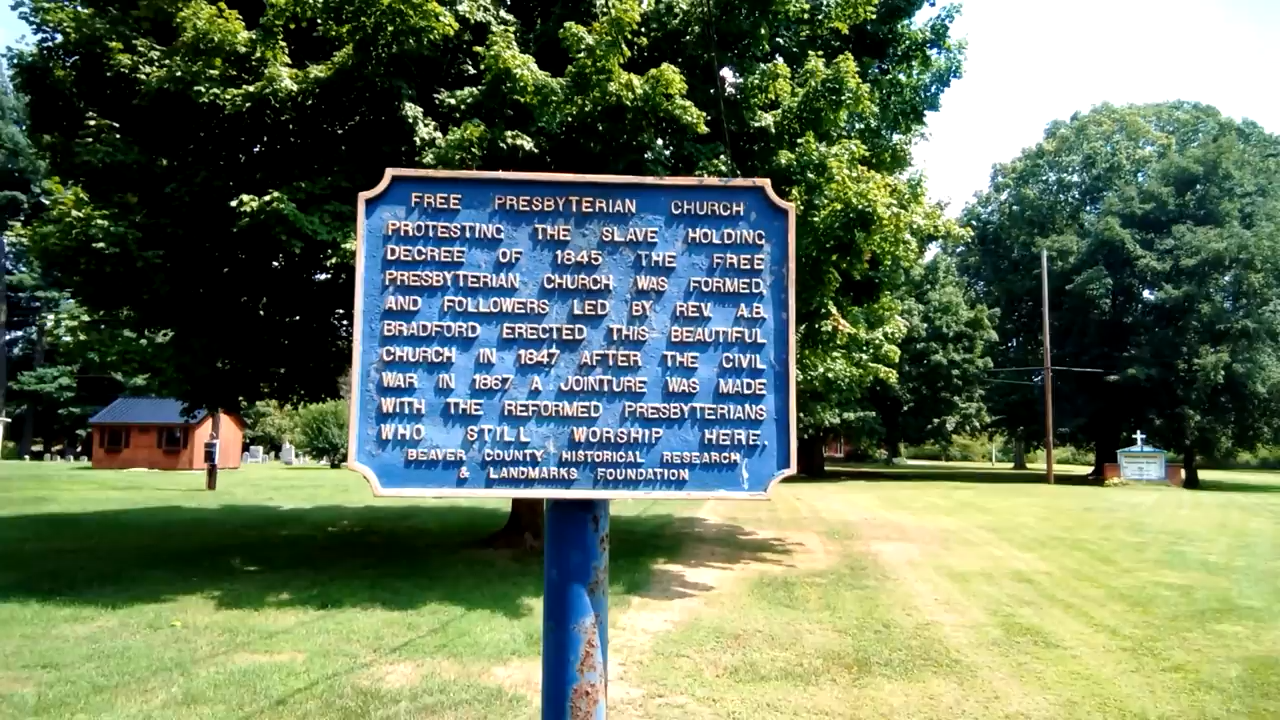 FREE PRESBYTERIAN CHURCH
PROTESTING THE SLAVE HOLDING
DECREE OF 1845 THE FREE
PRESBYTERIAN CHURCH WAS FORMED,
AND FOLLOWERS LED BY REV. A.B.
BRADFORD ERECTED THIS BEAUTIFUL
CHURCH IN 1847. AFTER THE CIVIL
WAR IN 1867 A JOINTURE WAS MADE
WITH THE REFORMED PRESBYTERIANS
WHO STILL WORSHIP HERE.
BEAVER COUNTY HISTORICAL RESEARCH
& LANDMARKS FOUNDATION